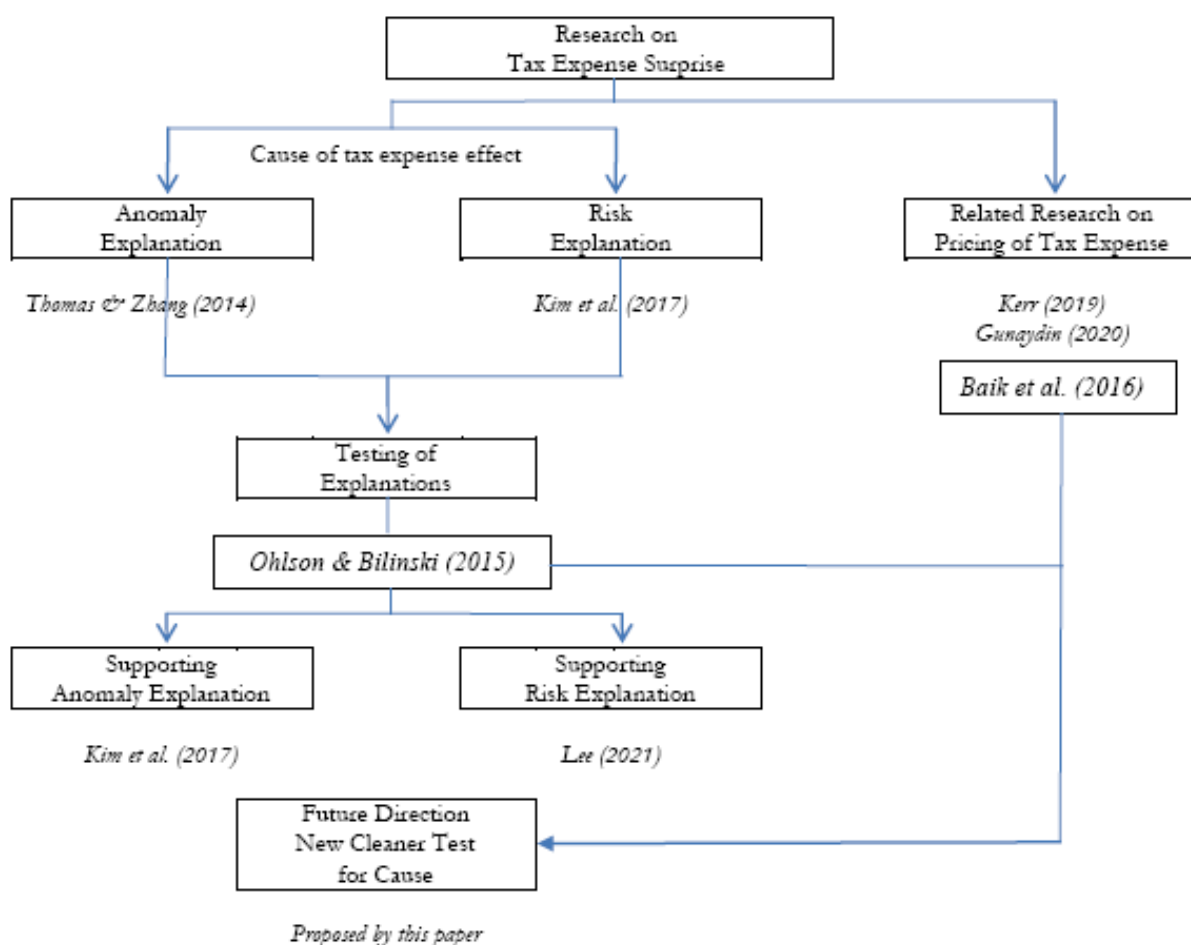 Research on
Tax Expense Surprise
Cause of tax expense effect
Anomaly
Explanation
Risk
Explanation
Related Research on
Pricing of Tax Expense
Thomas & Zhang (2014)
Kim et al. (2017)
Kerr (2019)
Gunaydin (2020)
Baik et al. (2016)
Testing of
Explanations
Ohlson & Bilinski (2015)
Supporting
Anomaly Explanation
Supporting
Risk Explanation
Kim et al. (2017)
Lee (2021)
Future Direction
New Cleaner Test
for Cause
Proposed by this paper